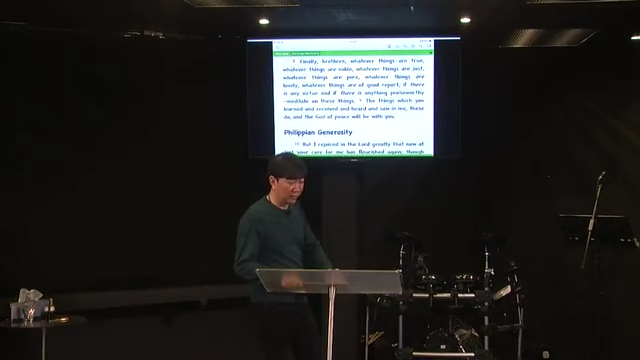 8 Finally, brethren, whatever things are true,
whatever things are noble, whatever things are just,
whatever things are pure, whatever things are
lovely, whatever things are of good report, if there
is any virtue and if there is anything praiseworthy
—meditate on these things. 9 The things which you
learned and received and heard and saw in me, these
do, and the God of peace will be with you.
Philippian Generosity
10 But I rejoiced in the Lord greatly that now at
last your care for me has flourished again; though